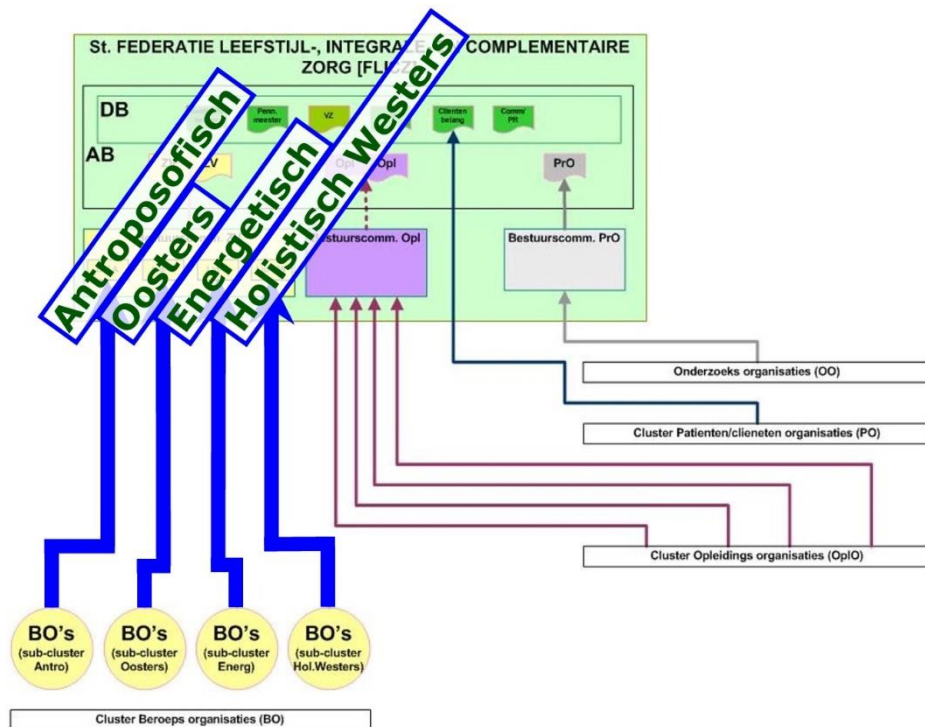 St. FEDERATIE LEEFSTIJL-, INTEGRALE COMPLEMENTAIRE
ZORG [FLICZ]
DB
Penn.
meester
VZ
Clienten
belang
Comm/
PR
AB
Opl
Opl
PrO
Bestuurscomm. Opl
Bestuurscomm. PrO
Antroposofisch
Oosters
Energetisch
Holistisch Westers
Onderzoeks organisaties (OO)
Cluster Patienten/clieneten organisaties (PO)
Cluster Opleidings organisaties (OplO)
BO's
(sub-cluster
Antro)
BO's
(sub-cluster
Oosters)
BO's
(sub-cluster
Energ)
BO's
(sub-cluster
Hol.Westers)
Cluster Beroeps organisaties (BO)